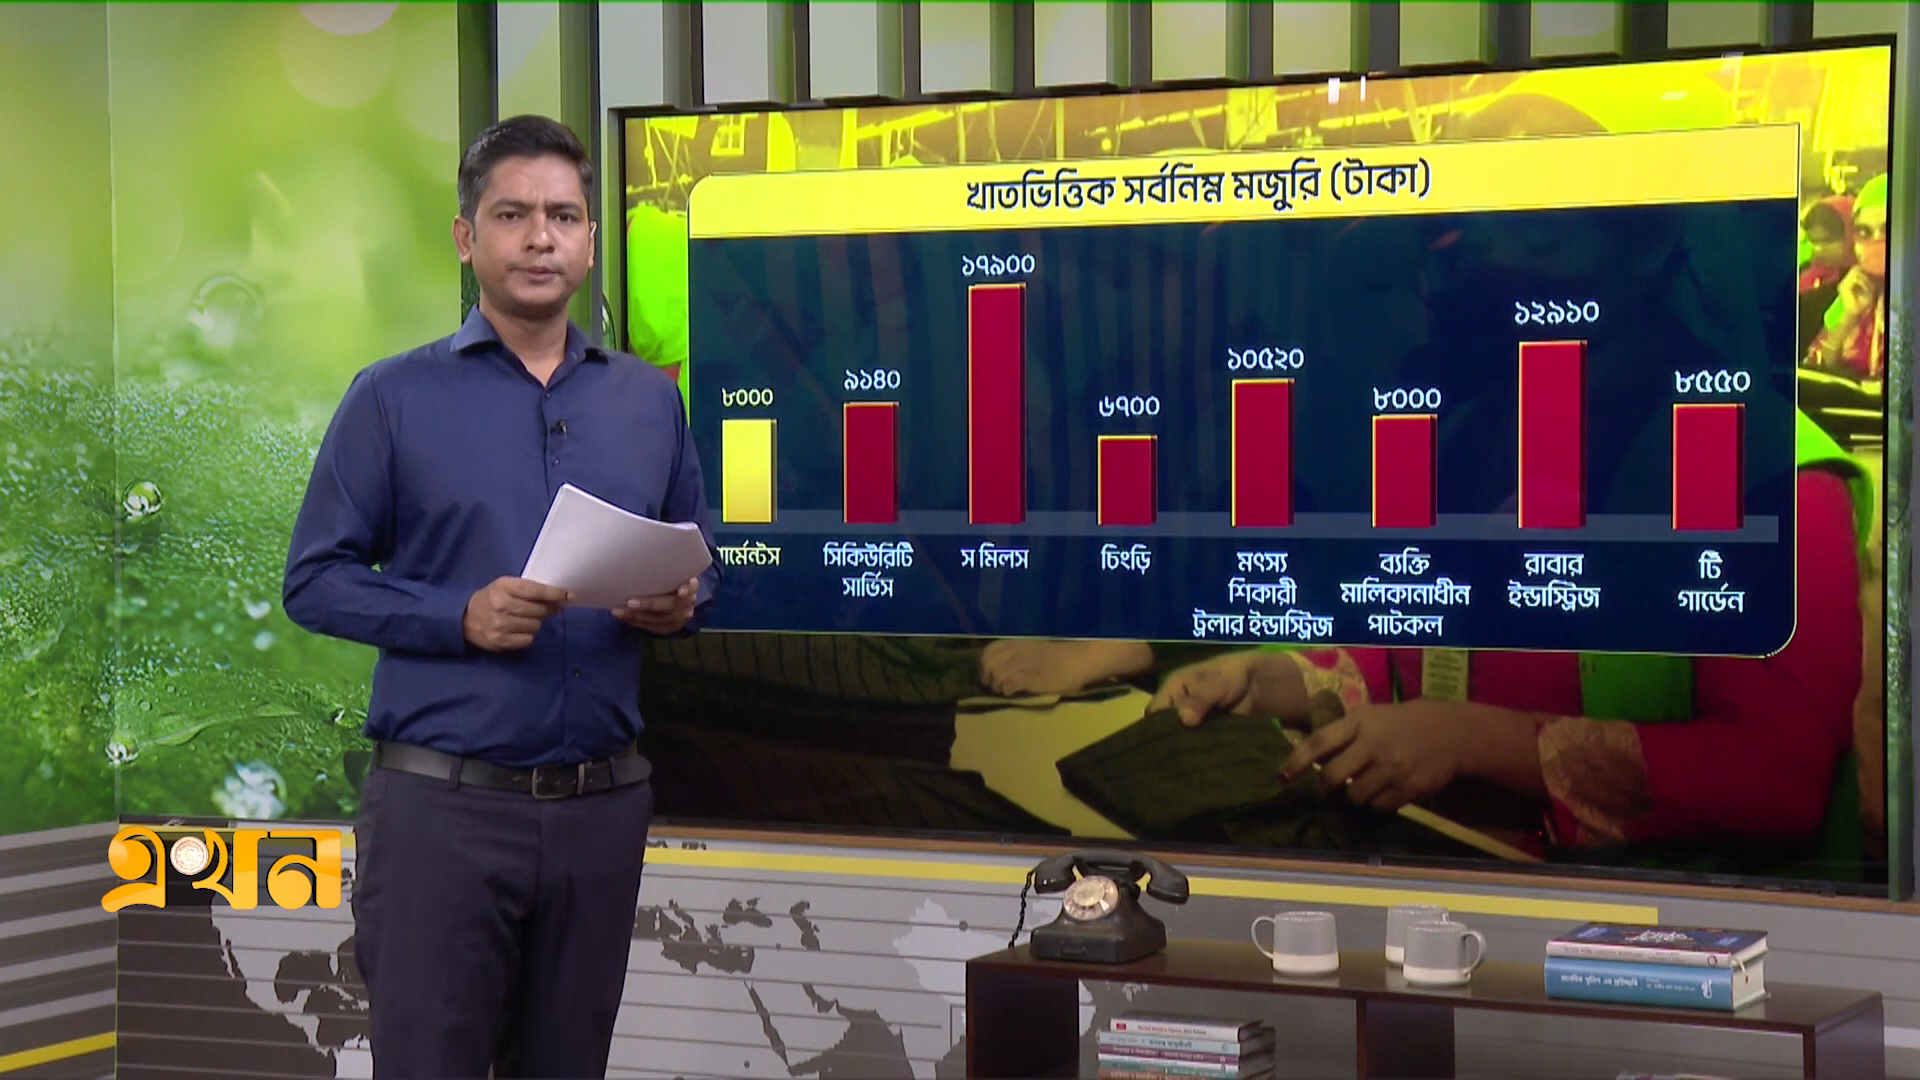 খাতভিত্তিক সর্বনিম্ন মজুরি (টাকা)
৮০০০
৯১৪০
১৭৯০০
৬৭০০
১০৫২০
৮০০০
১২৯১০
৮৫৫০
র্মেন্টস
সিকিউরিটি
সার্ভিস
স মিলস
চিংড়ি
মৎস্য
শিকারী
ট্রলার ইন্ডাস্ট্রিজ
ব্যক্তি
মালিকানাধীন
পাটকল
রাবার
ইন্ডাস্ট্রিজ
টি
গার্ডেন
এখন